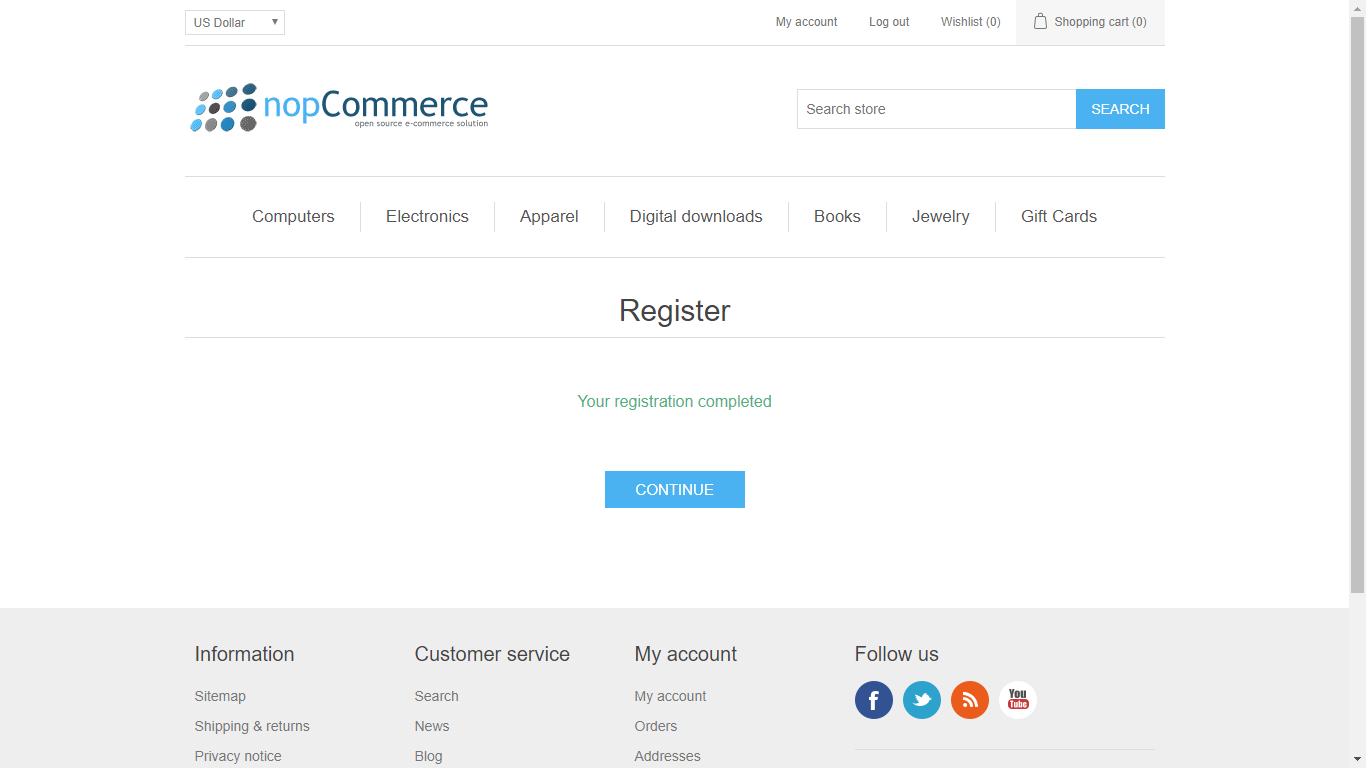 US Dollar
My account
Log out
Wishlist (0)
Shopping cart (0)
nopCommerce
open source e-commerce solution
Search store
SEARCH
Computers
Electronics
Apparel
Digital downloads
Books
Jewelry
Gift Cards
Register
Your registration completed
CONTINUE
Information
Sitemap
Shipping & returns
Privacy notice
Customer service
Search
News
Blog
My account
My account
Orders
Addresses
Follow us
You
Tube